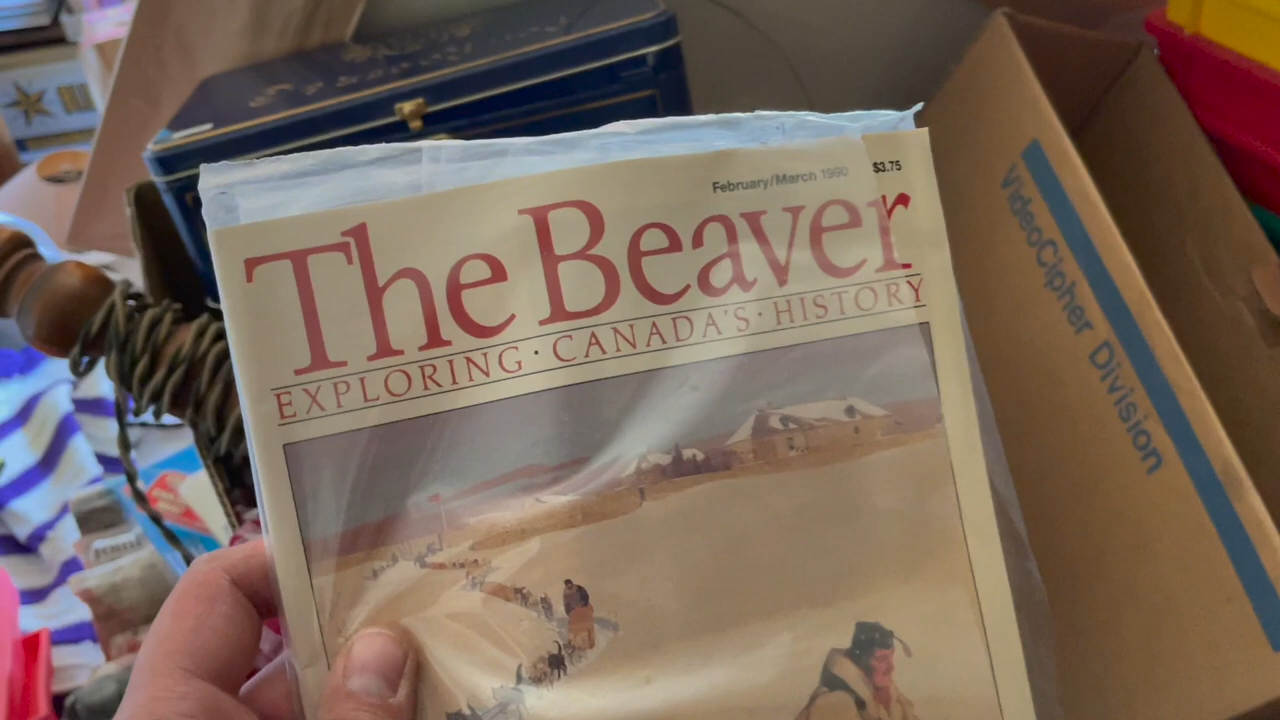 February/March 1990 $3.75
The Beaver
EXPLORING · CANADA'S · HISTORY
VideoCipher Division